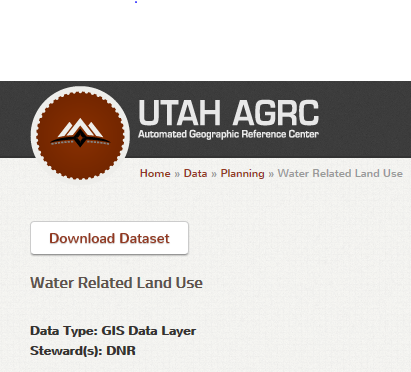 UTAH AGRC
Automated Geographic Reference Center
Home » Data » Planning » Water Related Land Use
Download Dataset
Water Related Land Use
Data Type: GIS Data Layer
Steward(s): DNR